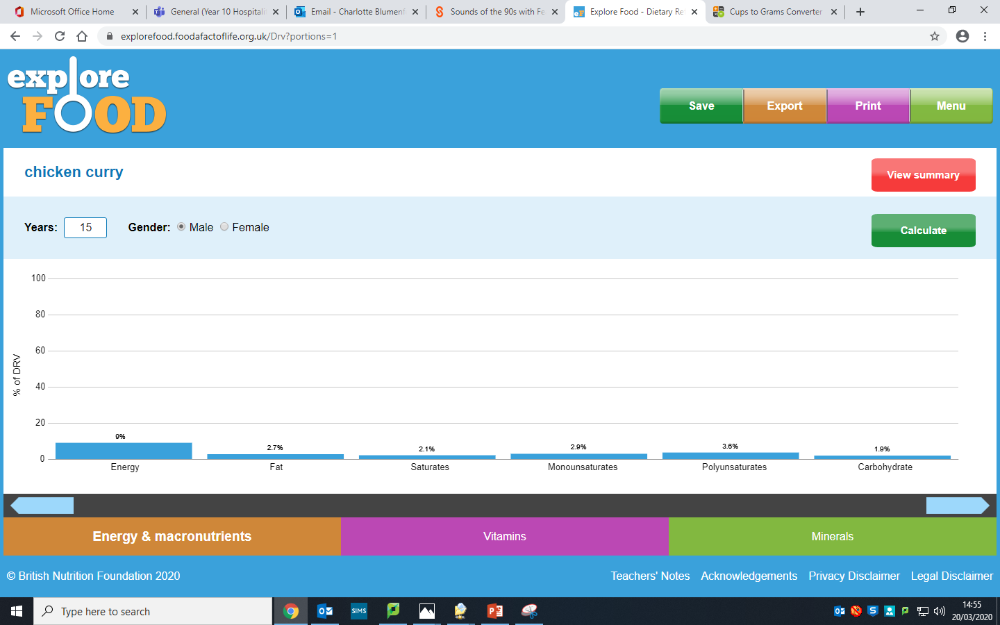 Microsoft Office Home
General (Year 10 Hospitali
Email - Charlotte Blumenf
Sounds of the 90s with Fe
Explore Food - Dietary Re
Cups to Grams Converter
explorefood.foodafactoflife.org.uk/Drv?portions=1
explore
FOOD
Save
Export
Print
Menu
chicken curry
View summary
Years: 15 Gender: Male Female
Calculate
% of DRV
100
80
60
40
20
0
9%
2.7%
2.1%
2.9%
3.6%
1.9%
Energy
Fat
Saturates
Monounsaturates
Polyunsaturates
Carbohydrate
Energy & macronutrients
Vitamins
Minerals
© British Nutrition Foundation 2020
Teachers' Notes
Acknowledgements
Privacy Disclaimer
Legal Disclaimer
Type here to search
SIMS
14:55
20/03/2020